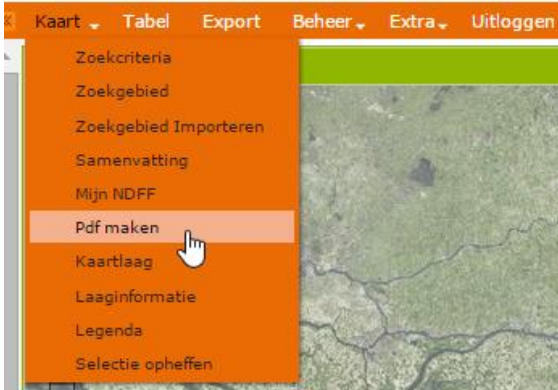 Kaart Tabel Export Beheer Extra Uitloggen
Zoekcriteria
Zoekgebied
Zoekgebied Importeren
Samenvatting
Mijn NDFF
Pdf maken
Kaartlaag
Laaginformatie
Legenda
Selectie opheffen